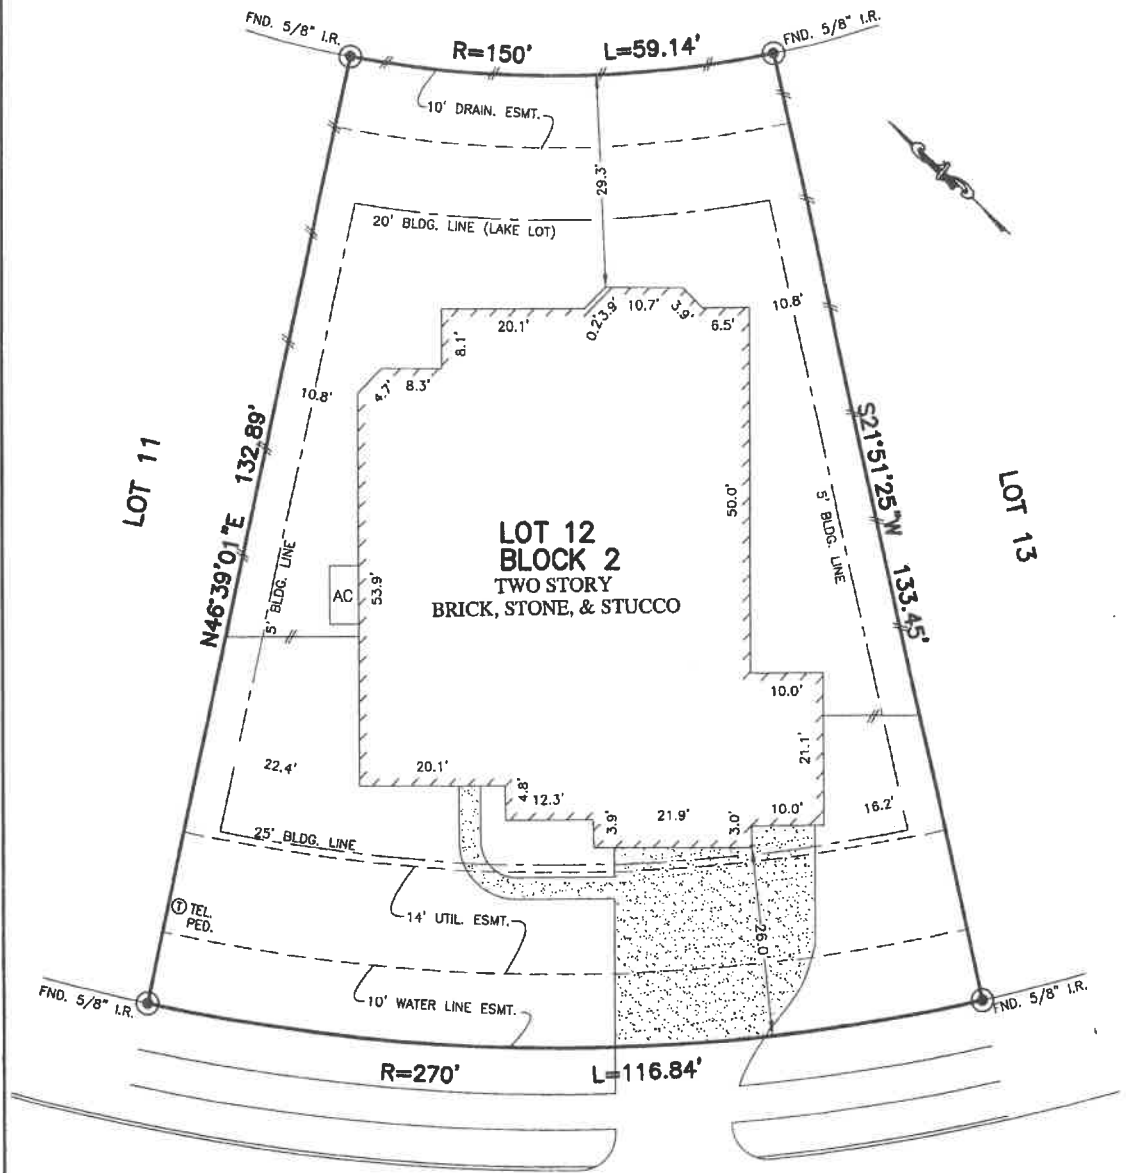 FND. 5/8" I.R.
FND. 5/8" I.R.
R=150'
L=59.14'
10' DRAIN. ESMT.
29.3'
20' BLDG. LINE (LAKE LOT)
20.1'
0.2'
3.9'
10.7'
3.9'
6.5'
10.8'
8.1'
4.7'
8.3'
10.8'
LOT 11
N46°39'01"E 132.89'
S21°51'25"W 133.45'
LOT 13
50.0'
5' BLDG. LINE
5' BLDG. LINE
LOT 12
BLOCK 2
TWO STORY
BRICK, STONE, & STUCCO
AC
53.9'
10.0'
21.1'
22.4'
20.1'
4.8'
12.3'
3.9'
21.9'
3.0'
10.0'
16.2'
25' BLDG. LINE
T TEL.
PED.
14' UTIL. ESMT.
26.0'
10' WATER LINE ESMT.
FND. 5/8" I.R.
FND. 5/8" I.R.
R=270'
L=116.84'